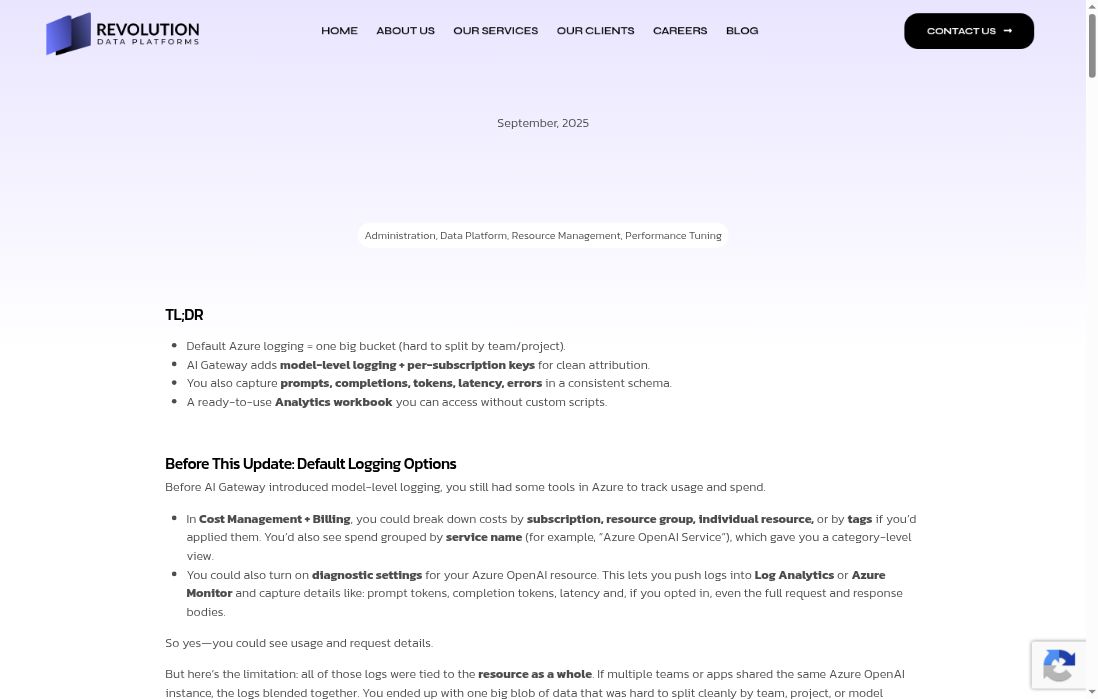 REVOLUTION
DATA PLATFORMS
HOME ABOUT US OUR SERVICES OUR CLIENTS CAREERS BLOG
CONTACT US →
September, 2025
Administration, Data Platform, Resource Management, Performance Tuning
TL;DR
• Default Azure logging = one big bucket (hard to split by team/project).
• AI Gateway adds model-level logging + per-subscription keys for clean attribution.
• You also capture prompts, completions, tokens, latency, errors in a consistent schema.
• A ready-to-use Analytics workbook you can access without custom scripts.
Before This Update: Default Logging Options
Before AI Gateway introduced model-level logging, you still had some tools in Azure to track usage and spend.
• In Cost Management + Billing, you could break down costs by subscription, resource group, individual resource, or by tags if you’d
applied them. You’d also see spend grouped by service name (for example, “Azure OpenAI Service”), which gave you a category-level
view.
• You could also turn on diagnostic settings for your Azure OpenAI resource. This lets you push logs into Log Analytics or Azure
Monitor and capture details like: prompt tokens, completion tokens, latency and, if you opted in, even the full request and response
bodies.
So yes—you could see usage and request details.
But here’s the limitation: all of those logs were tied to the resource as a whole. If multiple teams or apps shared the same Azure OpenAI
instance, the logs blended together. You ended up with one big blob of data that was hard to split cleanly by team, project, or model